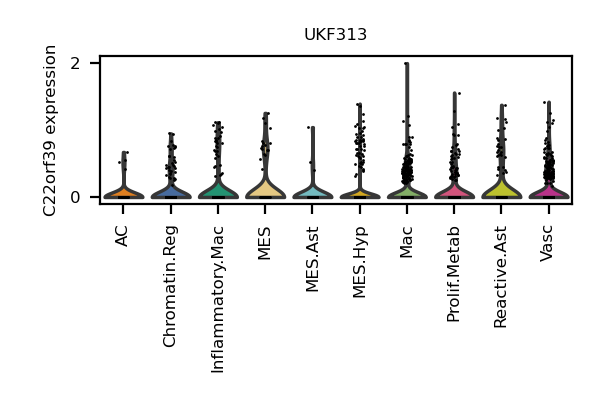 UKF313
C22orf39 expression
2
0
AC
Chromatin.Reg
Inflammatory.Mac
MES
MES.Ast
MES.Hyp
Mac
Prolif.Metab
Reactive.Ast
Vasc